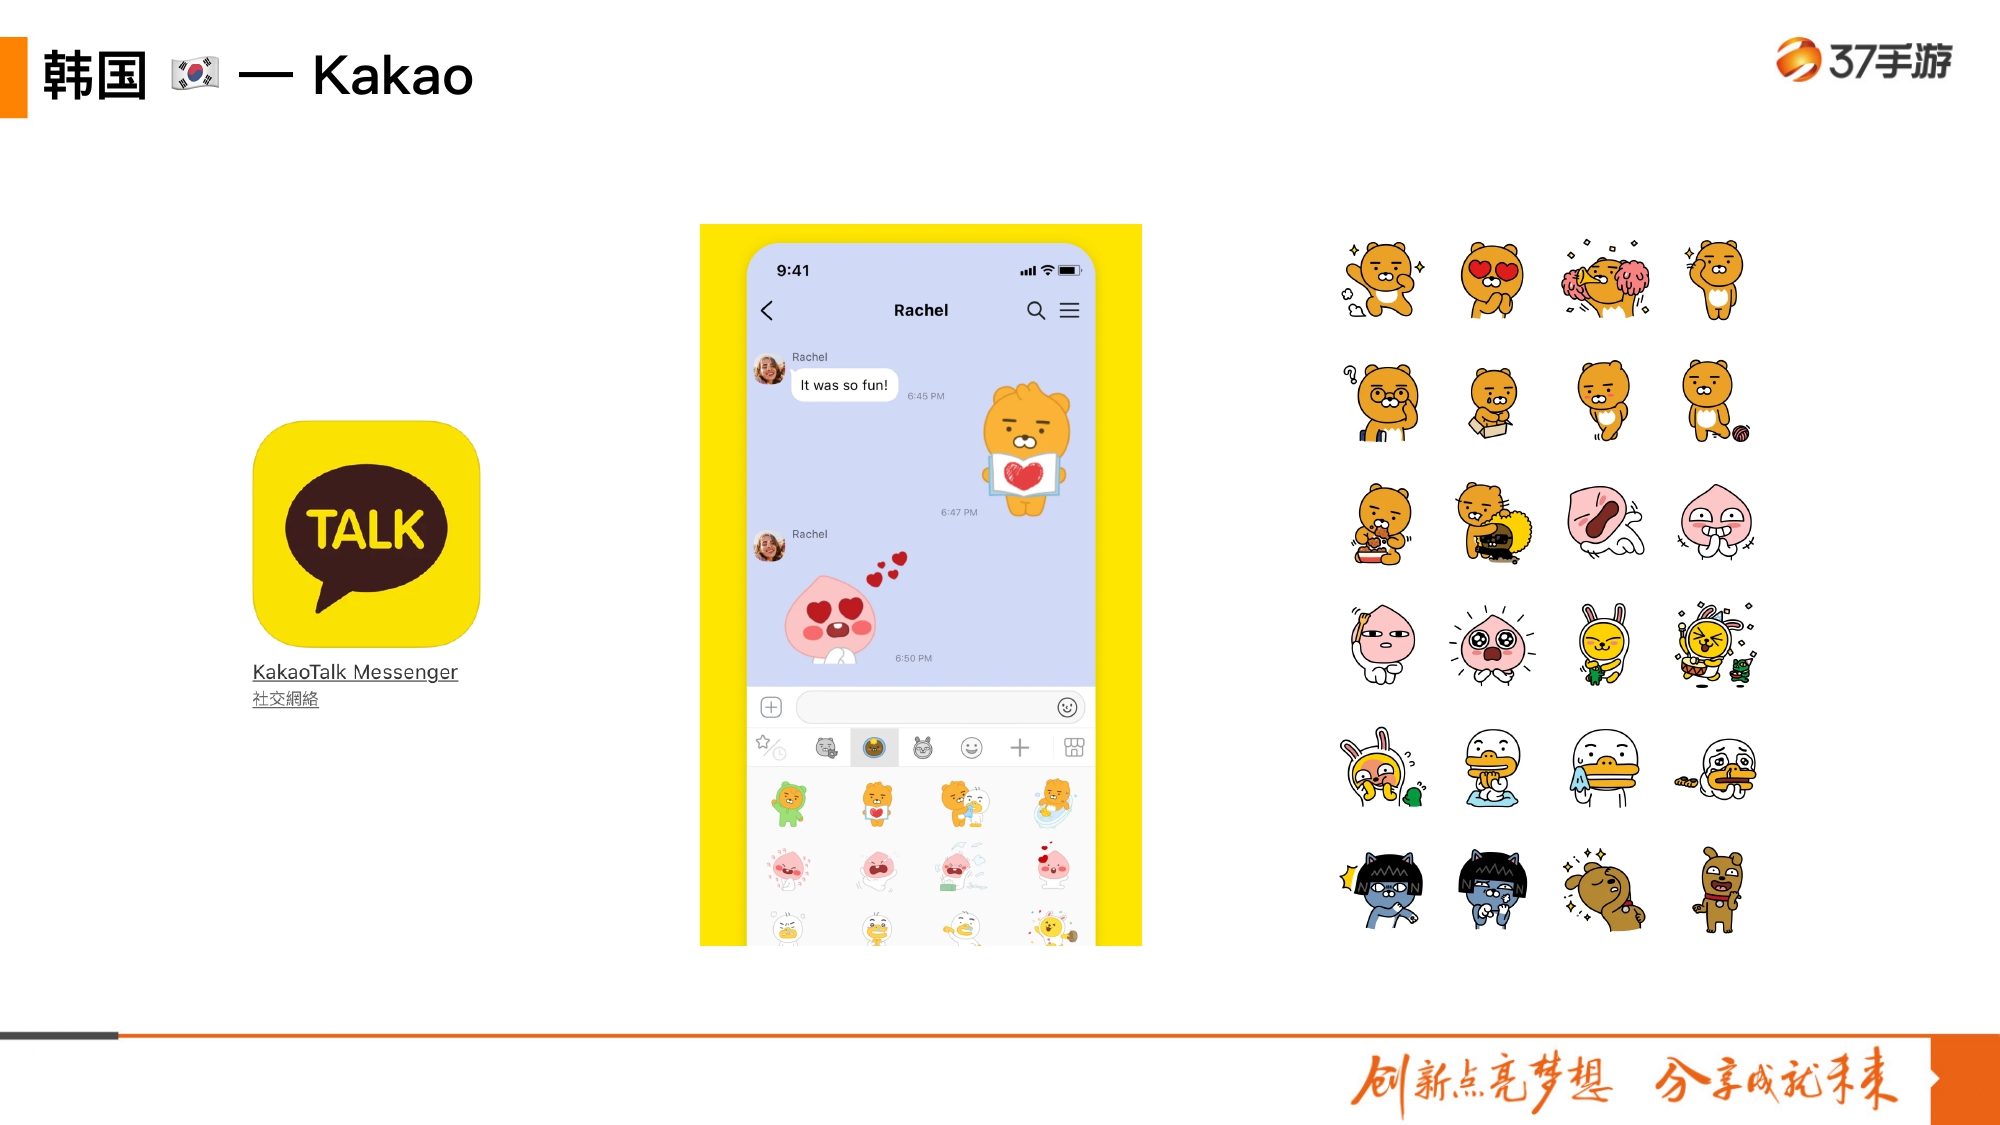 韩国 🇰🇷 — Kakao
37手游
TALK
KakaoTalk Messenger
社交網絡
9:41
Rachel
Rachel
It was so fun!
6:45 PM
6:47 PM
Rachel
6:50 PM
?
创新点亮梦想 分享成就未来